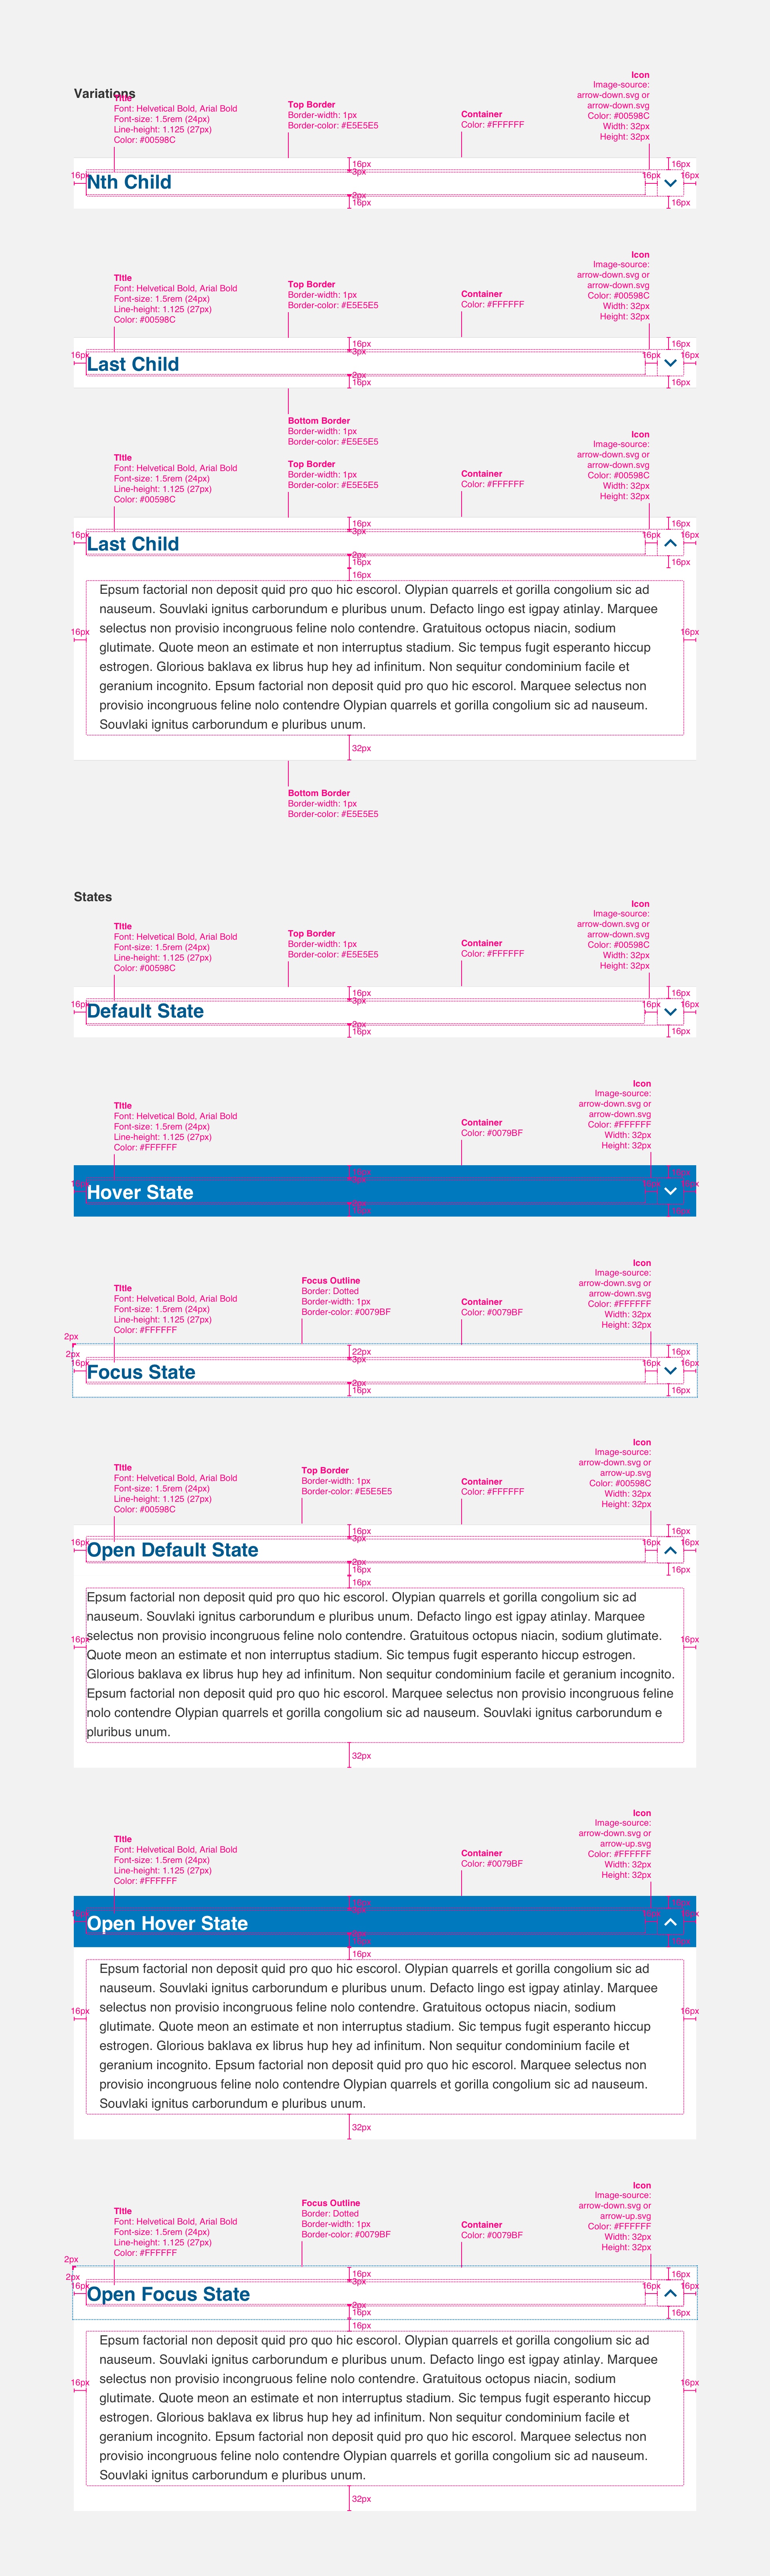 Variations
Title
Font: Helvetical Bold, Arial Bold
Font-size: 1.5rem (24px)
Line-height: 1.125 (27px)
Color: #00598C
Top Border
Border-width: 1px
Border-color: #E5E5E5
Container
Color: #FFFFFF
Icon
Image-source:
arrow-down.svg or
arrow-down.svg
Color: #00598C
Width: 32px
Height: 32px
16px
3px
16px
16px
Nth Child
16px
16px
2px
16px
16px
Title
Font: Helvetical Bold, Arial Bold
Font-size: 1.5rem (24px)
Line-height: 1.125 (27px)
Color: #00598C
Top Border
Border-width: 1px
Border-color: #E5E5E5
Container
Color: #FFFFFF
Icon
Image-source:
arrow-down.svg or
arrow-down.svg
Color: #00598C
Width: 32px
Height: 32px
16px
3px
16px
16px
Last Child
16px
16px
2px
16px
16px
Bottom Border
Border-width: 1px
Border-color: #E5E5E5
Title
Font: Helvetical Bold, Arial Bold
Font-size: 1.5rem (24px)
Line-height: 1.125 (27px)
Color: #00598C
Top Border
Border-width: 1px
Border-color: #E5E5E5
Container
Color: #FFFFFF
Icon
Image-source:
arrow-down.svg or
arrow-down.svg
Color: #00598C
Width: 32px
Height: 32px
16px
3px
16px
16px
Last Child
16px
16px
2px
16px
16px
16px
Epsum factorial non deposit quid pro quo hic escorol. Olypian quarrels et gorilla congolium sic ad
nauseum. Souvlaki ignitus carborundum e pluribus unum. Defacto lingo est igpay atinlay. Marquee
selectus non provisio incongruous feline nolo contendre. Gratuitous octopus niacin, sodium
glutimate. Quote meon an estimate et non interruptus stadium. Sic tempus fugit esperanto hiccup
estrogen. Glorious baklava ex librus hup hey ad infinitum. Non sequitur condominium facile et
geranium incognito. Epsum factorial non deposit quid pro quo hic escorol. Marquee selectus non
provisio incongruous feline nolo contendre Olypian quarrels et gorilla congolium sic ad nauseum.
Souvlaki ignitus carborundum e pluribus unum.
16px
16px
32px
Bottom Border
Border-width: 1px
Border-color: #E5E5E5
States
Title
Font: Helvetical Bold, Arial Bold
Font-size: 1.5rem (24px)
Line-height: 1.125 (27px)
Color: #00598C
Top Border
Border-width: 1px
Border-color: #E5E5E5
Container
Color: #FFFFFF
Icon
Image-source:
arrow-down.svg or
arrow-down.svg
Color: #00598C
Width: 32px
Height: 32px
16px
3px
16px
16px
Default State
16px
16px
2px
16px
16px
Title
Font: Helvetical Bold, Arial Bold
Font-size: 1.5rem (24px)
Line-height: 1.125 (27px)
Color: #FFFFFF
Container
Color: #0079BF
Icon
Image-source:
arrow-down.svg or
arrow-down.svg
Color: #FFFFFF
Width: 32px
Height: 32px
16px
3px
16px
16px
Hover State
16px
16px
2px
16px
16px
Title
Font: Helvetical Bold, Arial Bold
Font-size: 1.5rem (24px)
Line-height: 1.125 (27px)
Color: #FFFFFF
Focus Outline
Border: Dotted
Border-width: 1px
Border-color: #0079BF
Container
Color: #0079BF
Icon
Image-source:
arrow-down.svg or
arrow-down.svg
Color: #FFFFFF
Width: 32px
Height: 32px
2px
2px
22px
3px
16px
16px
Focus State
16px
16px
2px
16px
16px
Title
Font: Helvetical Bold, Arial Bold
Font-size: 1.5rem (24px)
Line-height: 1.125 (27px)
Color: #00598C
Top Border
Border-width: 1px
Border-color: #E5E5E5
Container
Color: #FFFFFF
Icon
Image-source:
arrow-down.svg or
arrow-up.svg
Color: #00598C
Width: 32px
Height: 32px
16px
3px
16px
16px
Open Default State
16px
16px
2px
16px
16px
16px
Epsum factorial non deposit quid pro quo hic escorol. Olypian quarrels et gorilla congolium sic ad
nauseum. Souvlaki ignitus carborundum e pluribus unum. Defacto lingo est igpay atinlay. Marquee
selectus non provisio incongruous feline nolo contendre. Gratuitous octopus niacin, sodium glutimate.
Quote meon an estimate et non interruptus stadium. Sic tempus fugit esperanto hiccup estrogen.
Glorious baklava ex librus hup hey ad infinitum. Non sequitur condominium facile et geranium incognito.
Epsum factorial non deposit quid pro quo hic escorol. Marquee selectus non provisio incongruous feline
nolo contendre Olypian quarrels et gorilla congolium sic ad nauseum. Souvlaki ignitus carborundum e
pluribus unum.
16px
16px
32px
Title
Font: Helvetical Bold, Arial Bold
Font-size: 1.5rem (24px)
Line-height: 1.125 (27px)
Color: #FFFFFF
Container
Color: #0079BF
Icon
Image-source:
arrow-down.svg or
arrow-up.svg
Color: #FFFFFF
Width: 32px
Height: 32px
16px
3px
16px
16px
Open Hover State
16px
16px
2px
16px
16px
16px
Epsum factorial non deposit quid pro quo hic escorol. Olypian quarrels et gorilla congolium sic ad
nauseum. Souvlaki ignitus carborundum e pluribus unum. Defacto lingo est igpay atinlay. Marquee
selectus non provisio incongruous feline nolo contendre. Gratuitous octopus niacin, sodium
glutimate. Quote meon an estimate et non interruptus stadium. Sic tempus fugit esperanto hiccup
estrogen. Glorious baklava ex librus hup hey ad infinitum. Non sequitur condominium facile et
geranium incognito. Epsum factorial non deposit quid pro quo hic escorol. Marquee selectus non
provisio incongruous feline nolo contendre Olypian quarrels et gorilla congolium sic ad nauseum.
Souvlaki ignitus carborundum e pluribus unum.
16px
16px
32px
Title
Font: Helvetical Bold, Arial Bold
Font-size: 1.5rem (24px)
Line-height: 1.125 (27px)
Color: #FFFFFF
Focus Outline
Border: Dotted
Border-width: 1px
Border-color: #0079BF
Container
Color: #0079BF
Icon
Image-source:
arrow-down.svg or
arrow-up.svg
Color: #FFFFFF
Width: 32px
Height: 32px
2px
2px
16px
3px
16px
16px
Open Focus State
16px
16px
2px
16px
16px
16px
Epsum factorial non deposit quid pro quo hic escorol. Olypian quarrels et gorilla congolium sic ad
nauseum. Souvlaki ignitus carborundum e pluribus unum. Defacto lingo est igpay atinlay. Marquee
selectus non provisio incongruous feline nolo contendre. Gratuitous octopus niacin, sodium
glutimate. Quote meon an estimate et non interruptus stadium. Sic tempus fugit esperanto hiccup
estrogen. Glorious baklava ex librus hup hey ad infinitum. Non sequitur condominium facile et
geranium incognito. Epsum factorial non deposit quid pro quo hic escorol. Marquee selectus non
provisio incongruous feline nolo contendre Olypian quarrels et gorilla congolium sic ad nauseum.
Souvlaki ignitus carborundum e pluribus unum.
16px
16px
32px